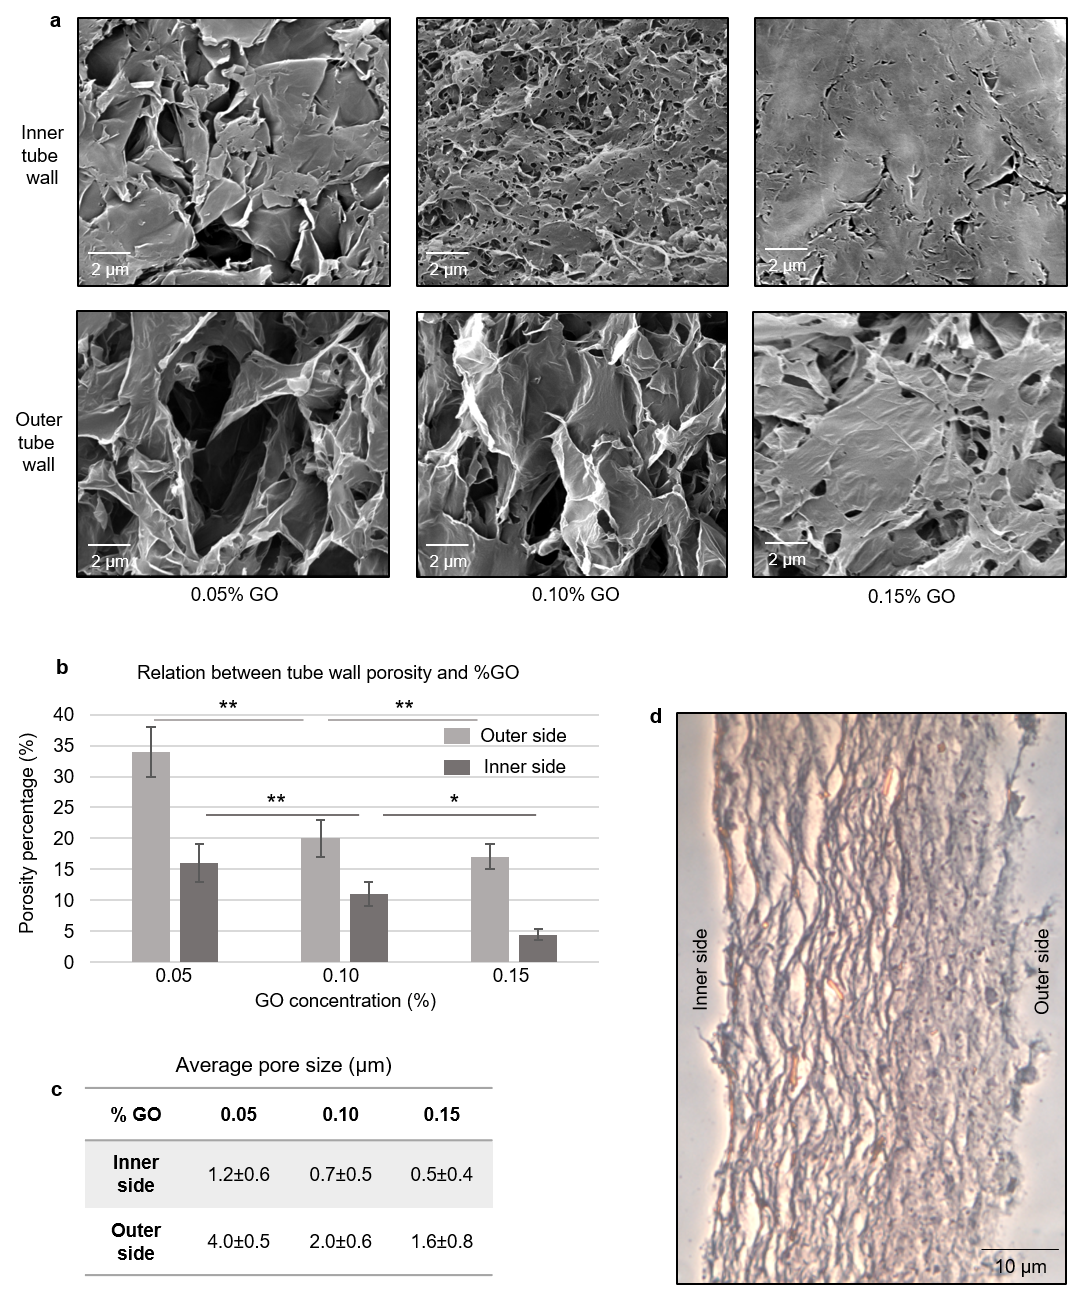 a
Inner
tube
wall
2 μm
2 μm
2 μm
Outer
tube
wall
2 μm
2 μm
2 μm
0.05% GO
0.10% GO
0.15% GO
b
Relation between tube wall porosity and %GO
Porosity percentage (%)
40
35
30
25
20
15
10
5
0
**
**
**
*
Outer side
Inner side
0.05
0.10
0.15
GO concentration (%)
c
Average pore size (μm)
% GO 0.05 0.10 0.15
Inner
side
1.2±0.6 0.7±0.5 0.5±0.4
Outer
side
4.0±0.5 2.0±0.6 1.6±0.8
d
Inner side
Outer side
10 μm